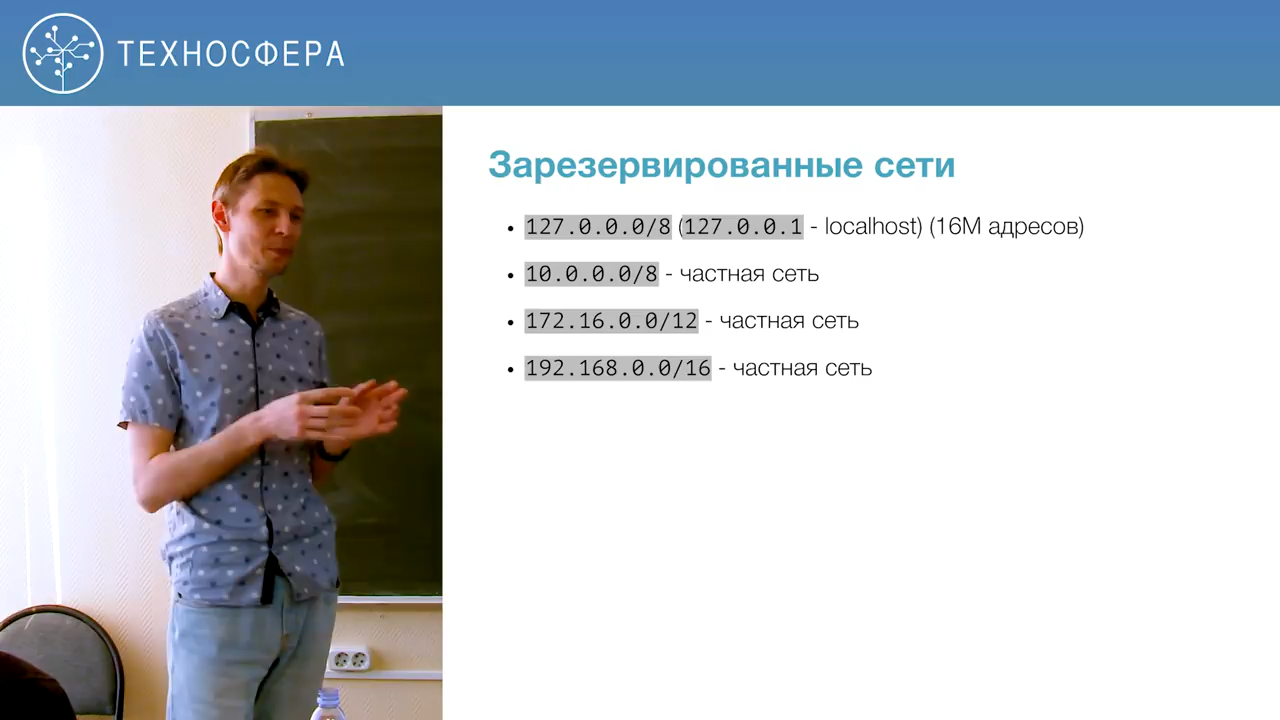 ТЕХНОСФЕРА
Зарезервированные сети
• 127.0.0.0/8 (127.0.0.1 - localhost) (16M адресов)
• 10.0.0.0/8 - частная сеть
• 172.16.0.0/12 - частная сеть
• 192.168.0.0/16 - частная сеть